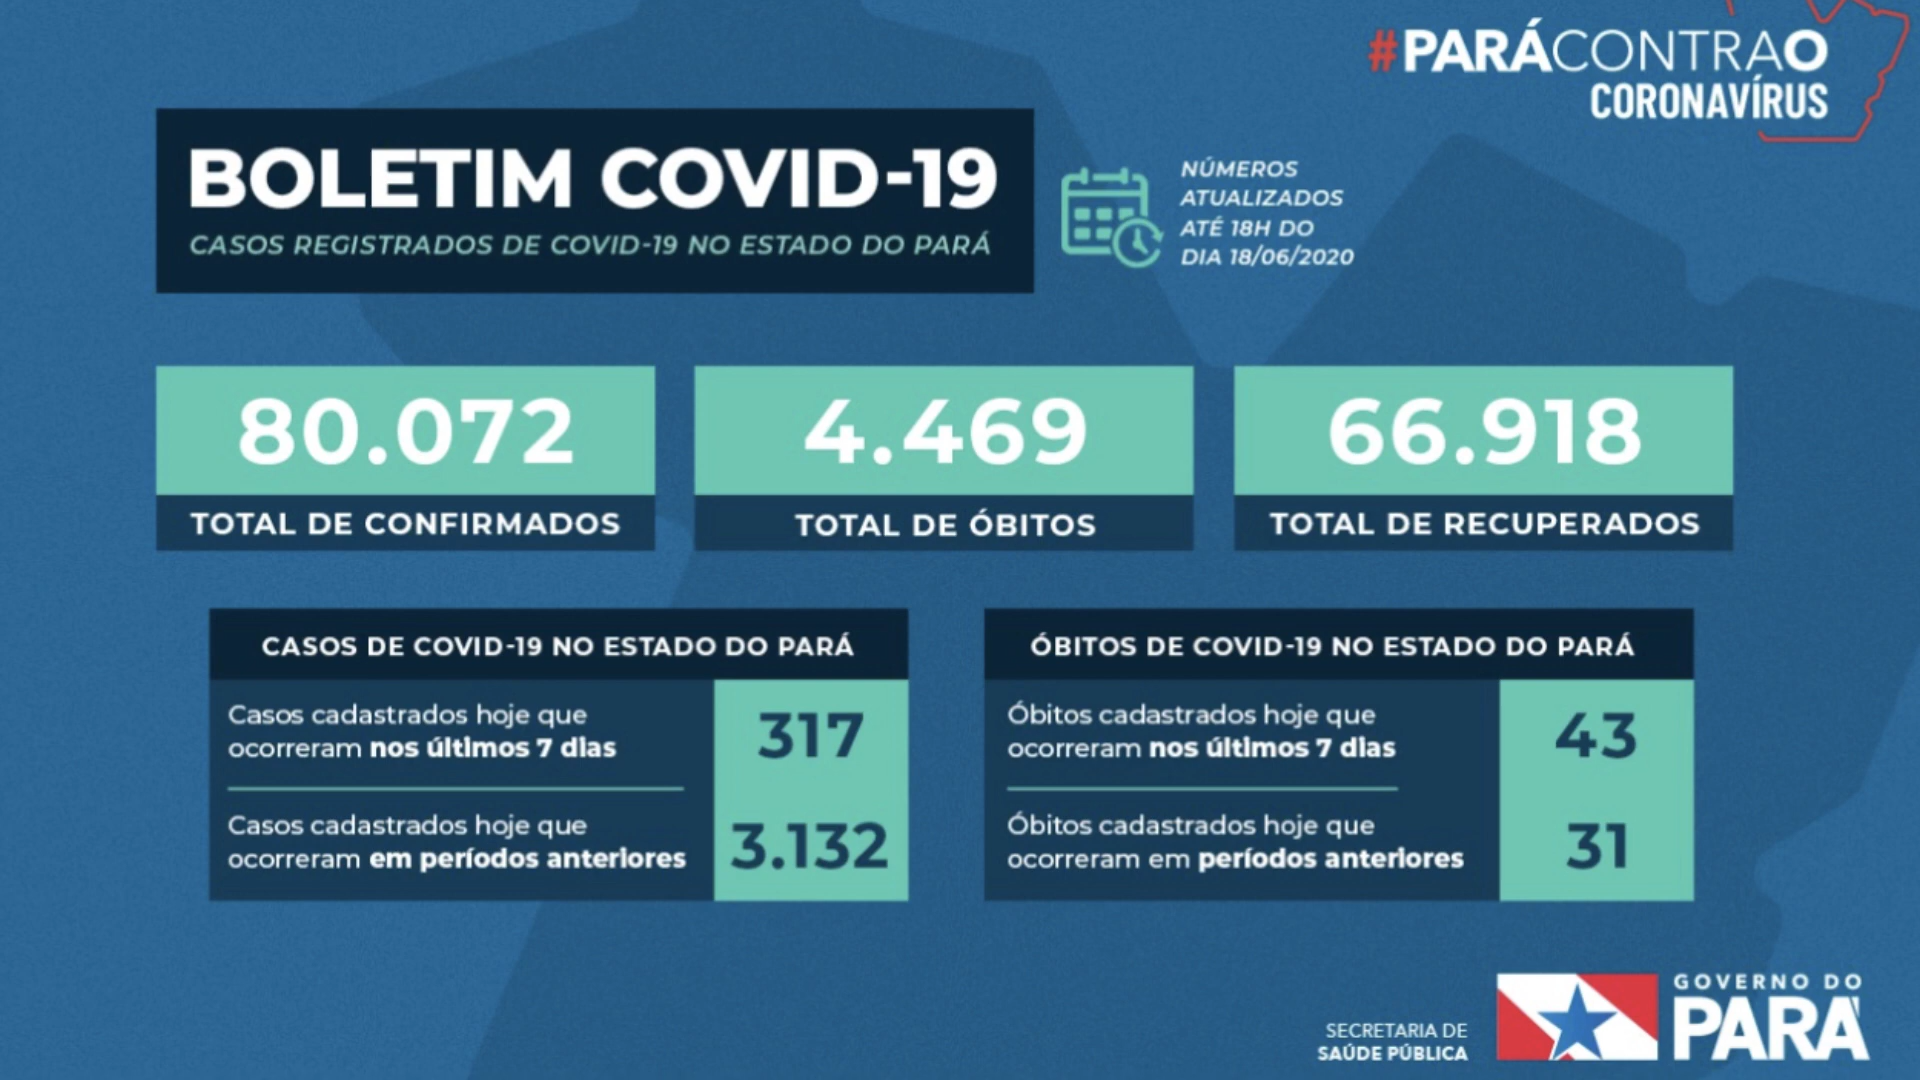 #PARÁCONTRAO
CORONAVÍRUS
BOLETIM COVID-19
CASOS REGISTRADOS DE COVID-19 NO ESTADO DO PARÁ
NÚMEROS
ATUALIZADOS
ATÉ 18H DO
DIA 18/06/2020
80.072
TOTAL DE CONFIRMADOS
4.469
TOTAL DE ÓBITOS
66.918
TOTAL DE RECUPERADOS
CASOS DE COVID-19 NO ESTADO DO PARÁ
Casos cadastrados hoje que
ocorreram nos últimos 7 dias
317
Casos cadastrados hoje que
ocorreram em períodos anteriores
3.132
ÓBITOS DE COVID-19 NO ESTADO DO PARÁ
Óbitos cadastrados hoje que
ocorreram nos últimos 7 dias
43
Óbitos cadastrados hoje que
ocorreram em períodos anteriores
31
SECRETARIA DE
SAÚDE PÚBLICA
GOVERNO DO
PARÁ